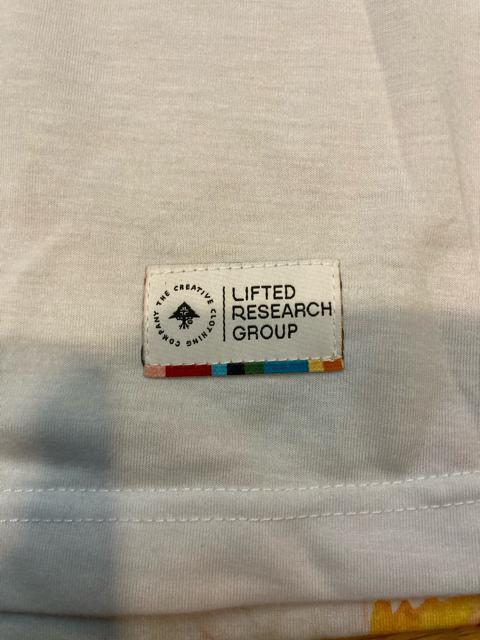 THE CREATIVE CLOTHING COMPANY
LIFTED
RESEARCH
GROUP